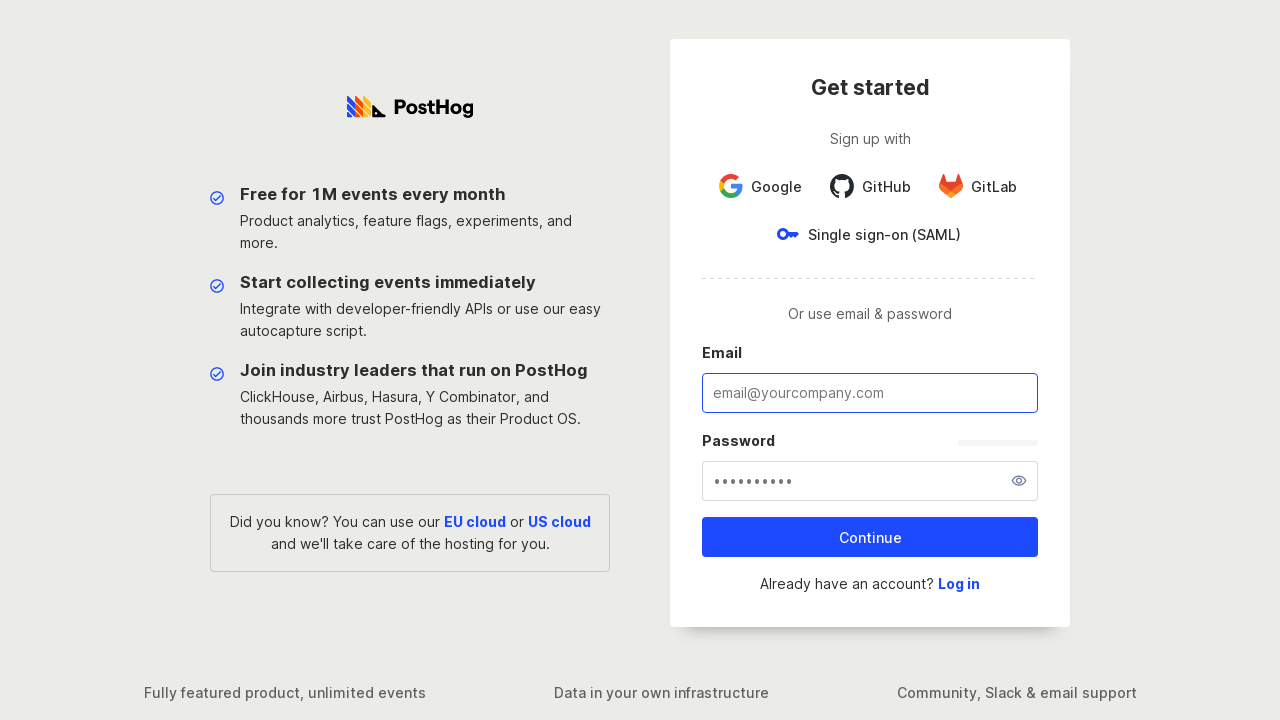 PostHog
Free for 1M events every month
Product analytics, feature flags, experiments, and
more.
Start collecting events immediately
Integrate with developer-friendly APIs or use our easy
autocapture script.
Join industry leaders that run on PostHog
ClickHouse, Airbus, Hasura, Y Combinator, and
thousands more trust PostHog as their Product OS.
Did you know? You can use our EU cloud or US cloud
and we'll take care of the hosting for you.
Get started
Sign up with
Google GitHub GitLab
Single sign-on (SAML)
Or use email & password
Email
email@yourcompany.com
Password
••••••••••
Continue
Already have an account? Log in
Fully featured product, unlimited events
Data in your own infrastructure
Community, Slack & email support